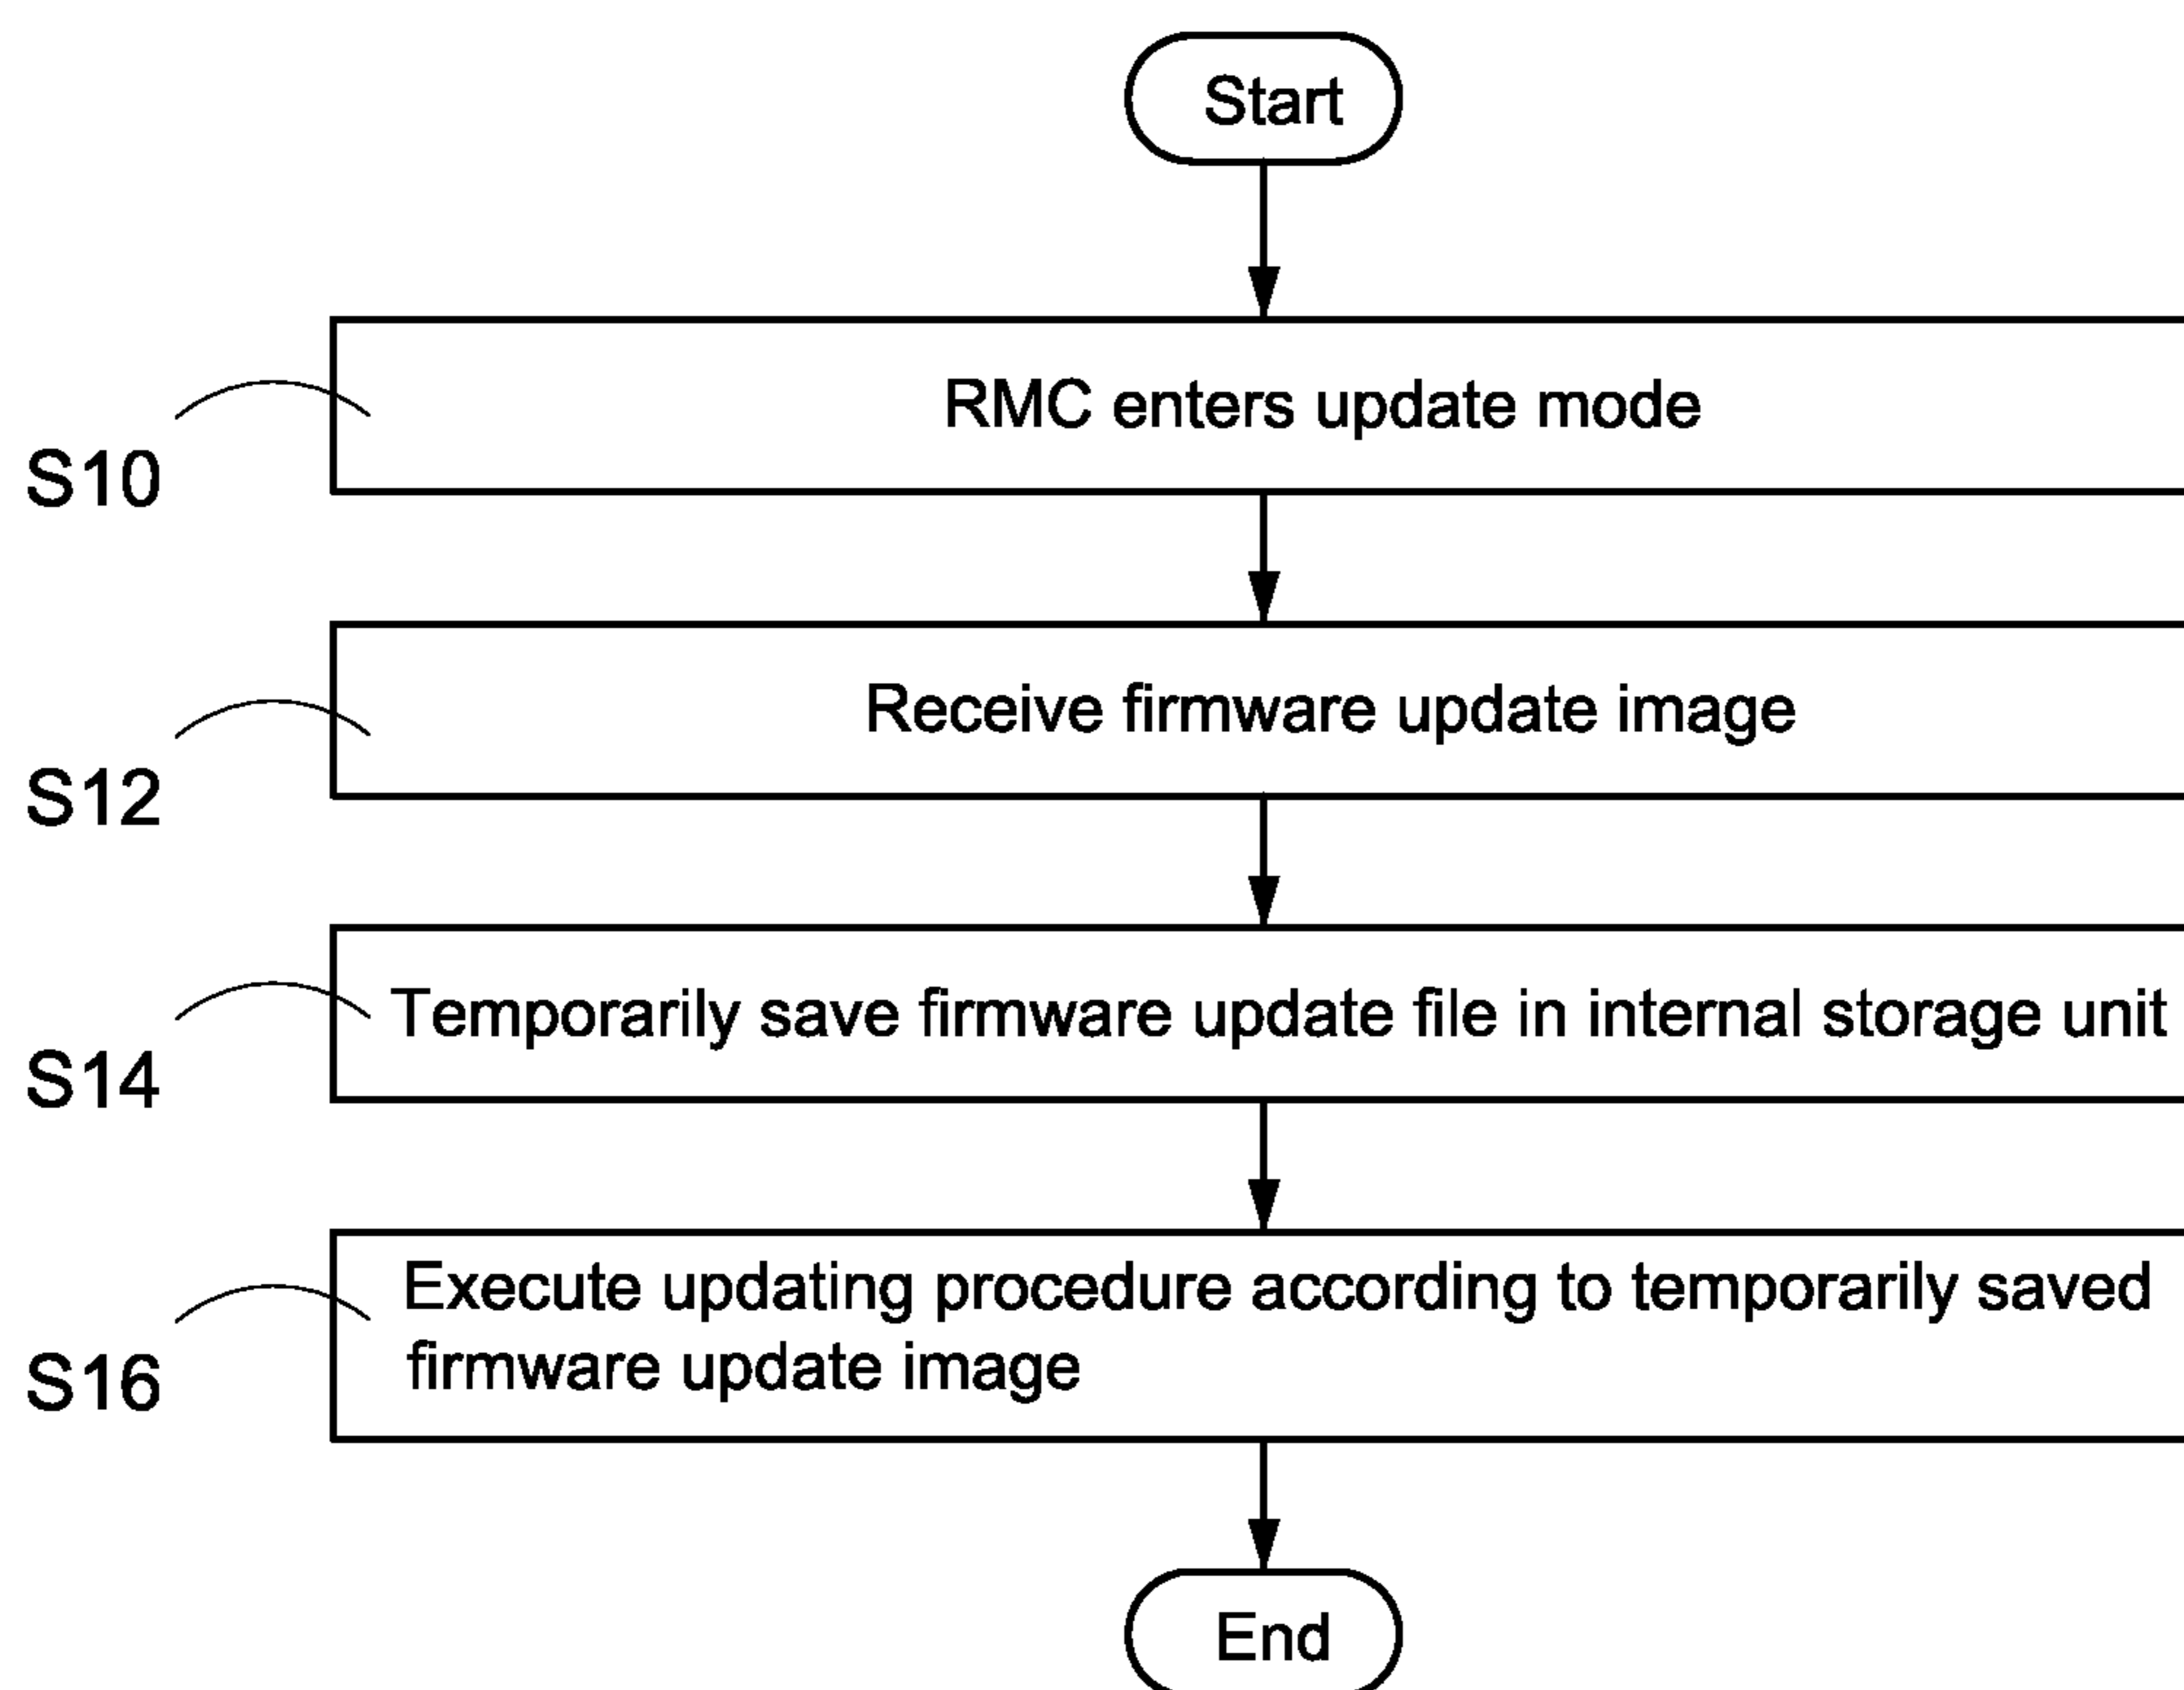 Start
RMC enters update mode
S10
Receive firmware update image
S12
Temporarily save firmware update file in internal storage unit
S14
Execute updating procedure according to temporarily saved
firmware update image
S16
End